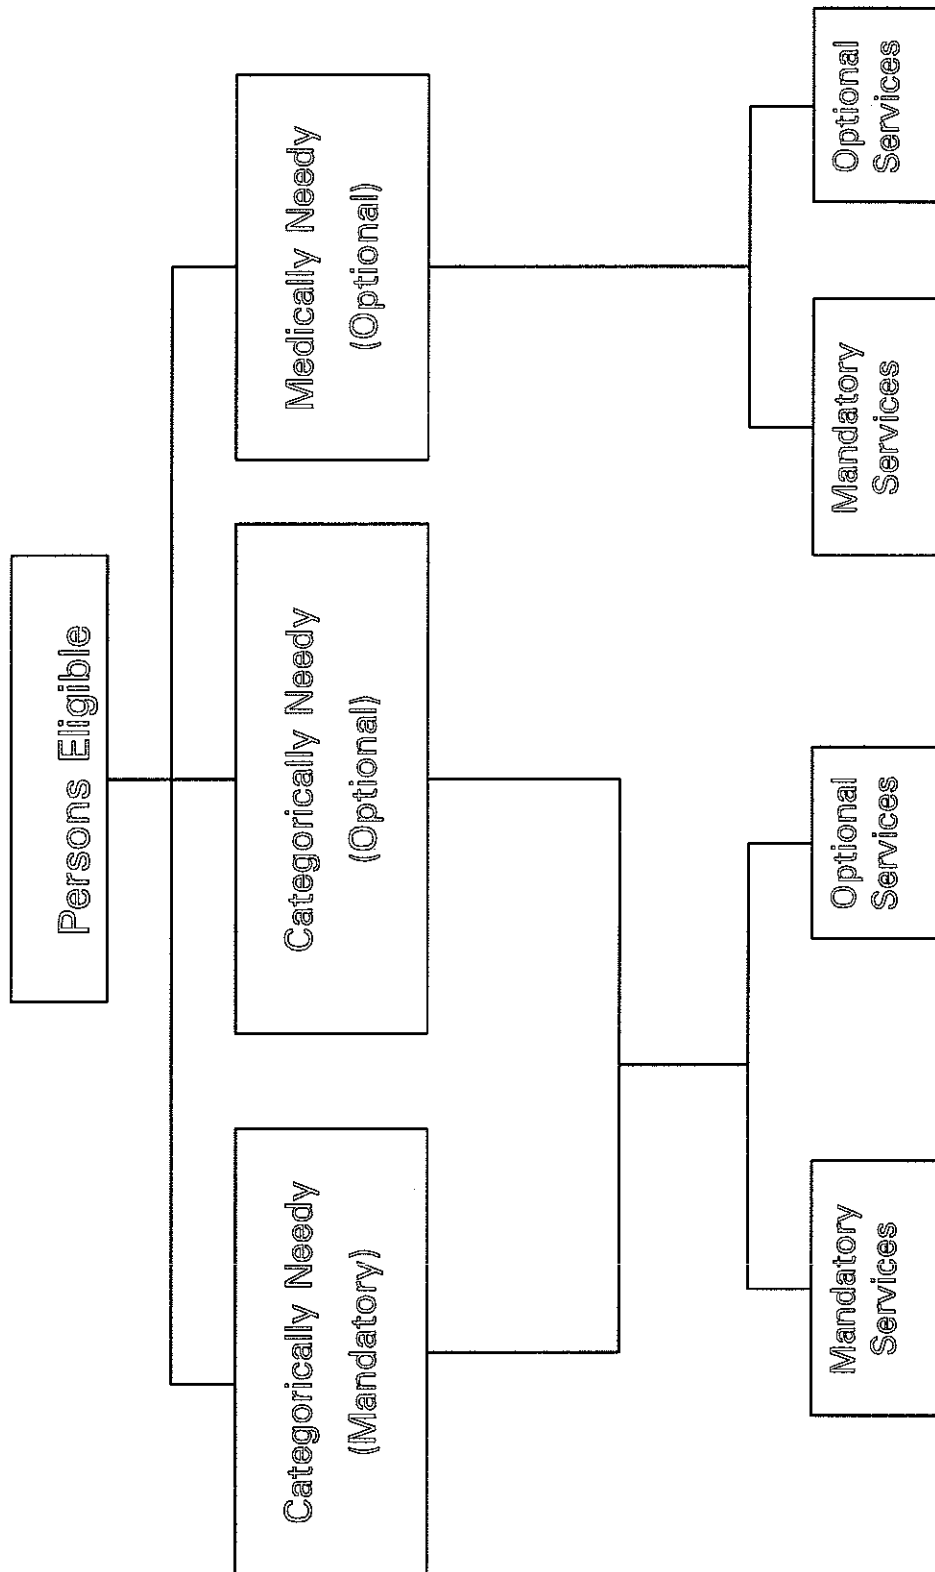 Persons Eligible
Categorically Needy
(Mandatory)
Categorically Needy
(Optional)
Medically Needy
(Optional)
Mandatory
Services
Optional
Services
Mandatory
Services
Optional
Services